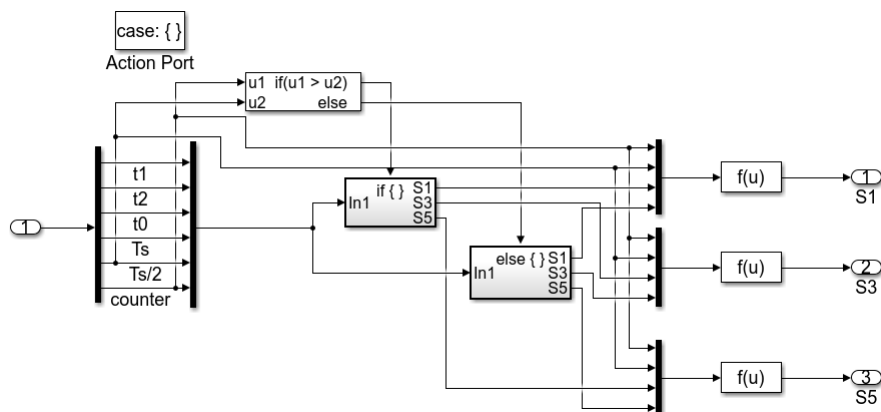 case: { }
Action Port
u1 if(u1 > u2)
u2 else
t1
t2
t0
Ts
Ts/2
counter
1
In1 if { } S1
S3
S5
In1 else { } S1
S3
S5
f(u)
1
S1
f(u)
2
S3
f(u)
3
S5